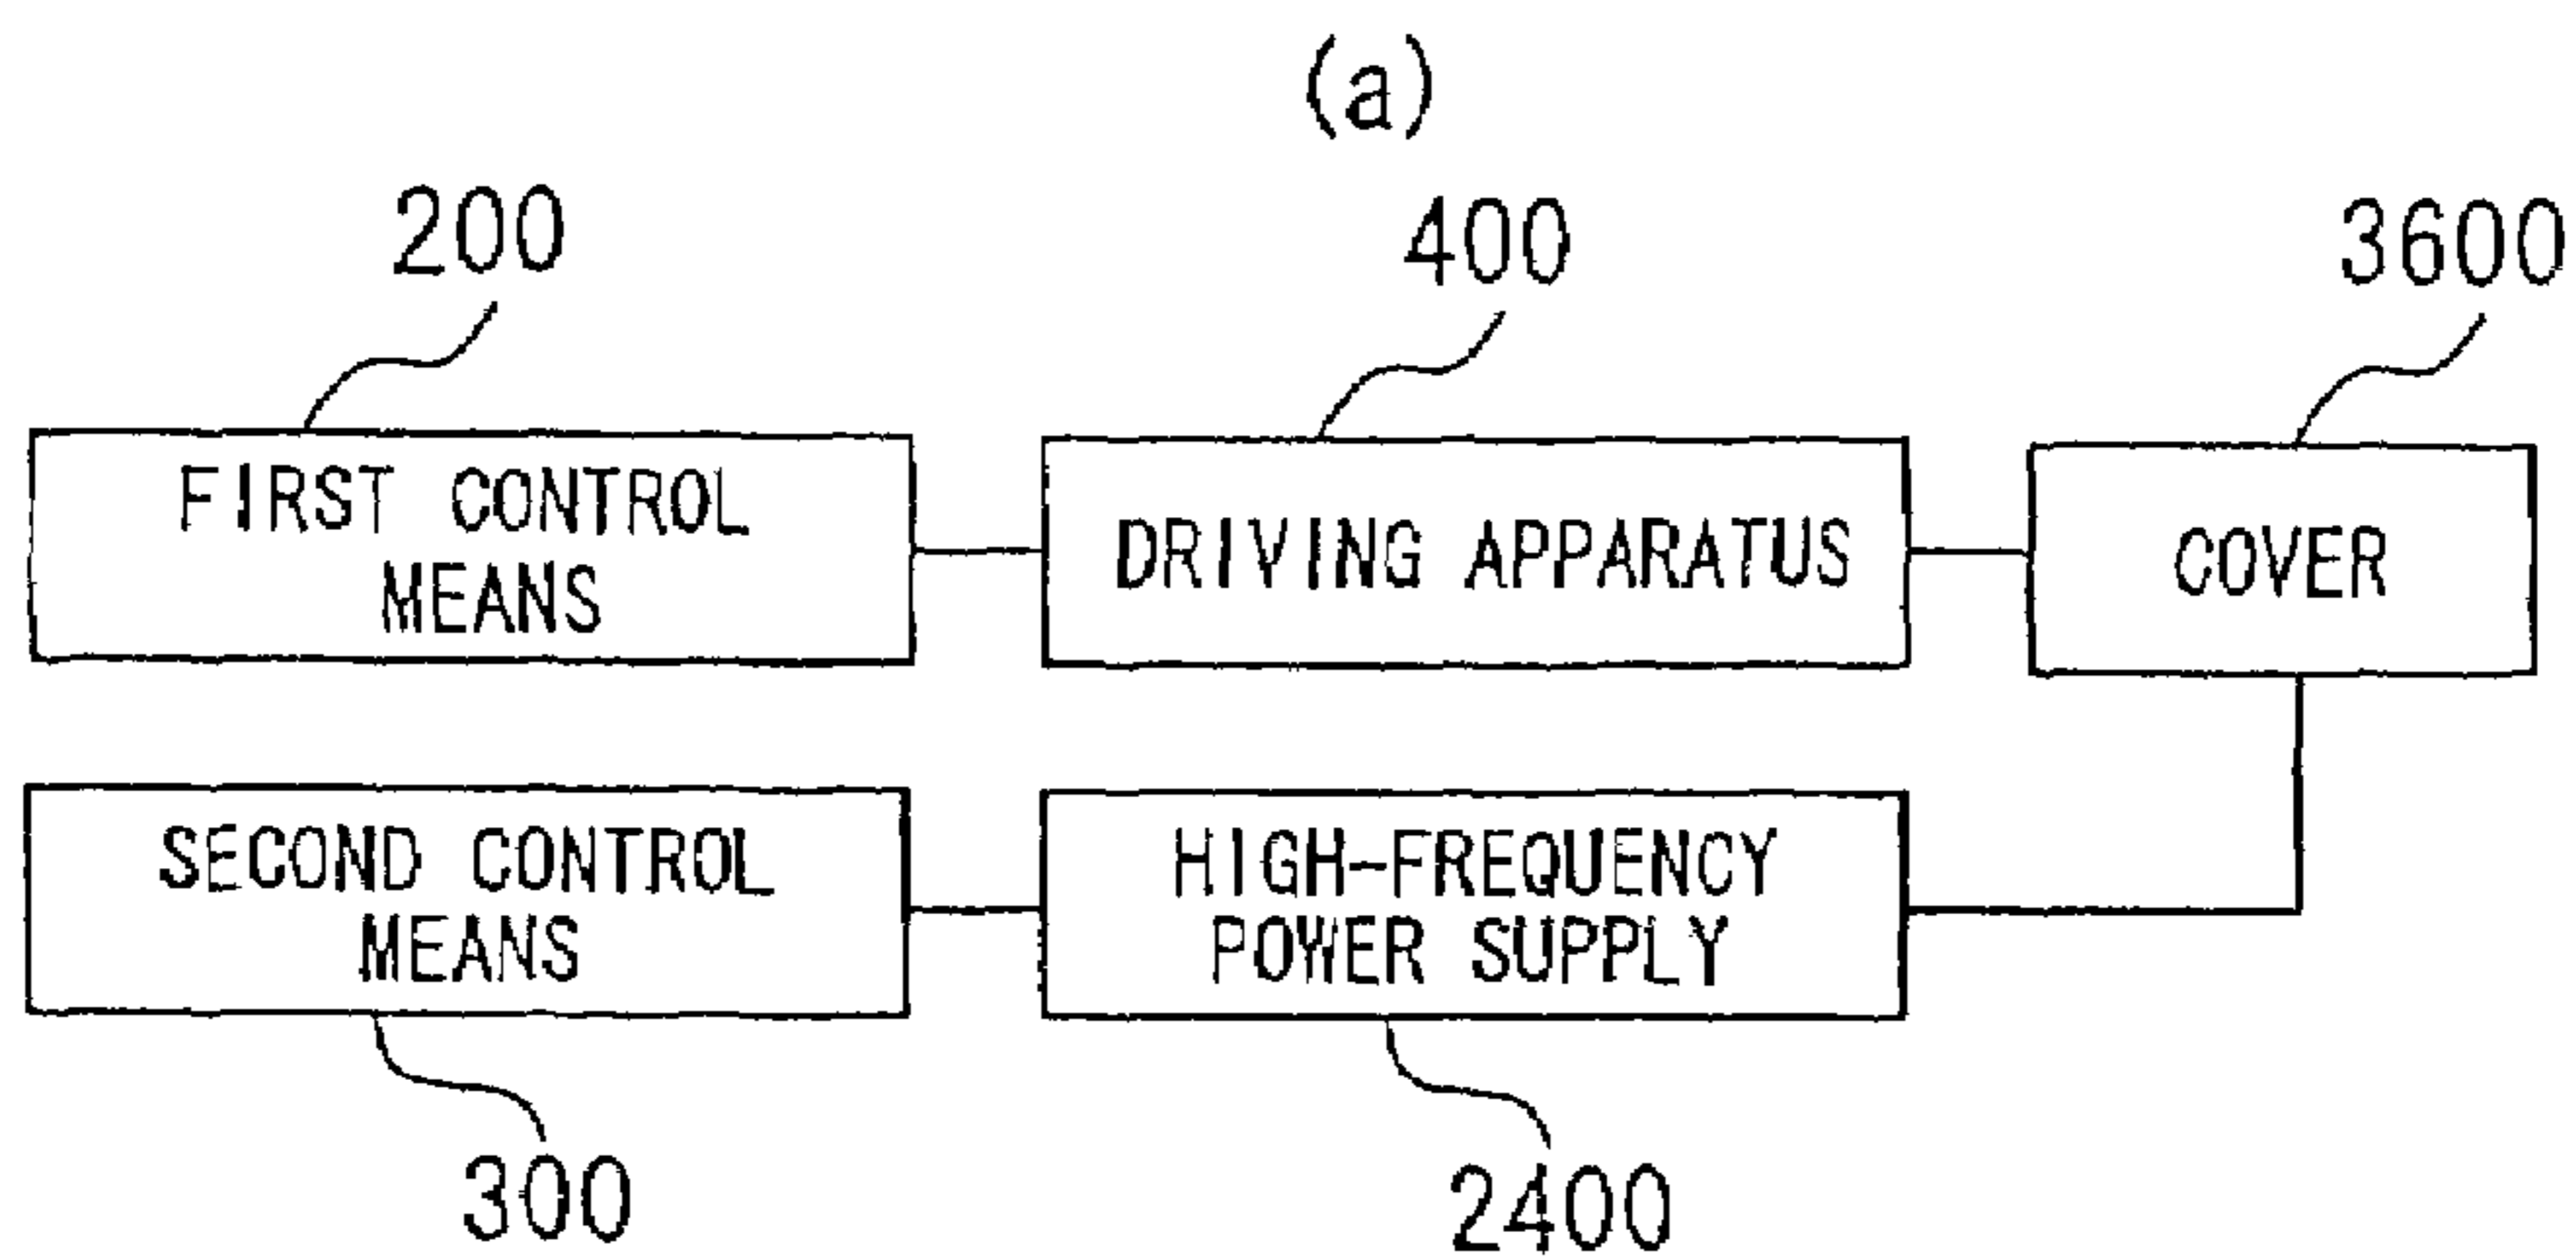 (a)
200
400
3600
FIRST CONTROL
MEANS
DRIVING APPARATUS
COVER
SECOND CONTROL
MEANS
HIGH-FREQUENCY
POWER SUPPLY
300
2400